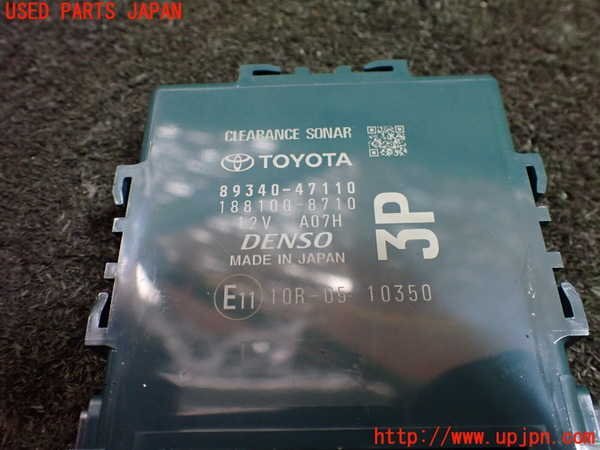 USED PARTS JAPAN
CLEARANCE SONAR
TOYOTA
89340-47110
188100-8710
12V A07H
DENSO
MADE IN JAPAN
3P
E11 10R-05 10350
http://www.upjpn.com/